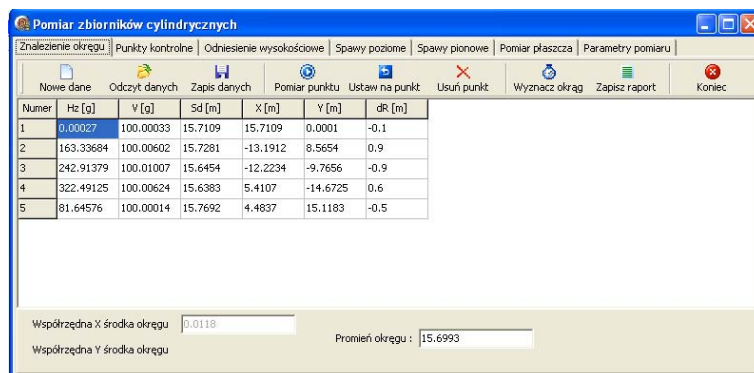 Pomiar zbiorników cylindrycznych
Znalezienie okręgu Punkty kontrolne Odniesienie wysokościowe Spawy poziome Spawy pionowe Pomiar płaszcza Parametry pomiaru
Nowe dane Odczyt danych Zapis danych Pomiar punktu Ustaw na punkt Usuń punkt Wyznacz okrąg Zapisz raport Koniec
Numer Hz [g] V [g] Sd [m] X [m] Y [m] dR [m]
1 0.00027 100.00033 15.7109 15.7109 0.0001 -0.1
2 163.33684 100.00602 15.7281 -13.1912 8.5654 0.9
3 242.91379 100.01007 15.6454 -12.2234 -9.7656 -0.9
4 322.49125 100.00624 15.6383 5.4107 -14.6725 0.6
5 81.64576 100.00014 15.7692 4.4837 15.1183 -0.5
Współrzędna X środka okręgu 0.0118
Promień okręgu : 15.6993
Współrzędna Y środka okręgu